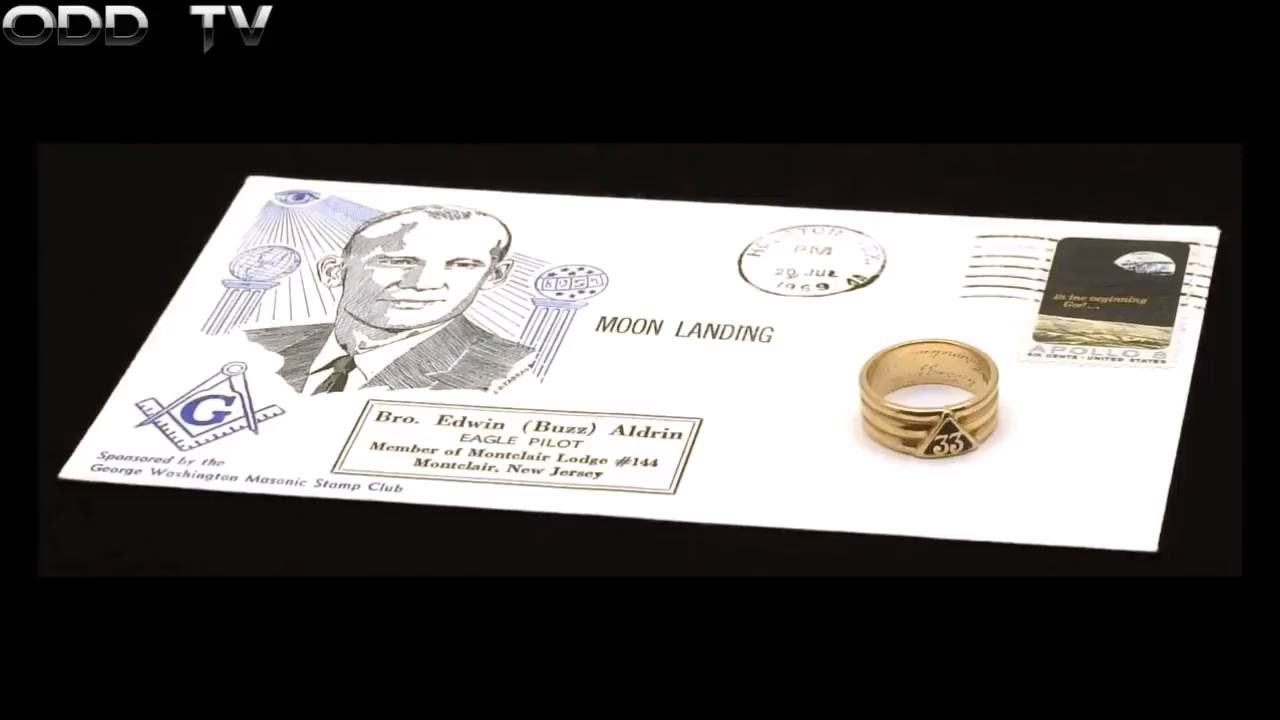 ODD TV
MOON LANDING
PM
20 JUL
1969
In the beginning
God...
APOLLO 8
SIX CENTS · UNITED STATES
33
G
Bro. Edwin (Buzz) Aldrin
EAGLE PILOT
Member of Montclair Lodge #144
Montclair, New Jersey
Sponsored by the
George Washington Masonic Stamp Club